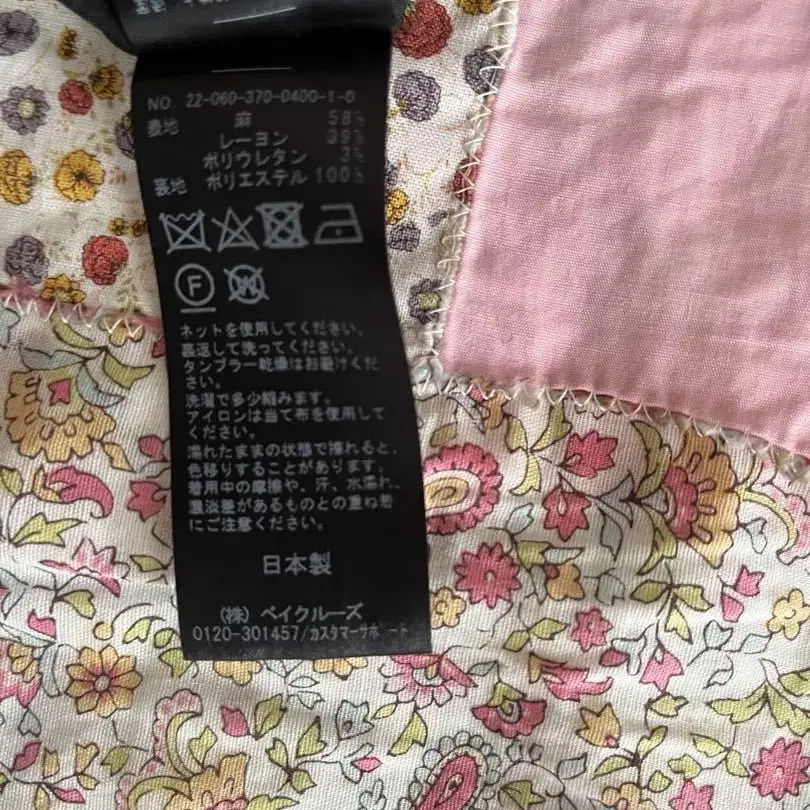 NO. 22-060-370-0400-1-0
表地 麻 58%
レーヨン 39%
ポリウレタン 3%
裏地 ポリエステル 100%
F W
ネットを使用してください。
裏返して洗ってください。
タンブラー乾燥はお避けくだ
さい。
洗濯で多少縮みます。
アイロンは当て布を使用して
ください。
濡れたままの状態で濡れると、
色移りすることがあります。
着用中の摩擦や、汗、水濡れ、
濃淡差があるものとの重ね着
にご注意ください。
日本製
(株) ベイクルーズ
0120-301457/カスタマーサポート